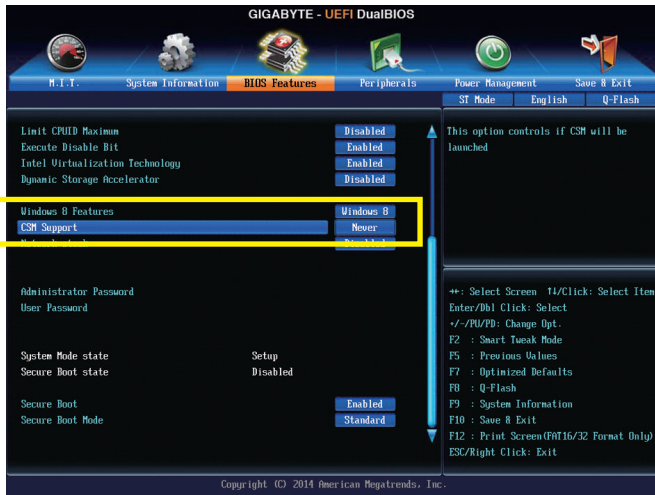 GIGABYTE - UEFI DualBIOS
M.I.T. System Information BIOS Features Peripherals Power Management Save & Exit
ST Mode English Q-Flash
Limit CPUID Maximum Disabled
Execute Disable Bit Enabled
Intel Virtualization Technology Enabled
Dynamic Storage Accelerator Disabled
Windows 8 Features Windows 8
CSM Support Never
Disabled
Administrator Password
User Password
System Mode state Setup
Secure Boot state Disabled
Secure Boot Enabled
Secure Boot Mode Standard
This option controls if CSM will be
launched
↔: Select Screen ↑↓/Click: Select Item
Enter/Dbl Click: Select
+/-/PU/PD: Change Opt.
F2 : Smart Tweak Mode
F5 : Previous Values
F7 : Optimized Defaults
F8 : Q-Flash
F9 : System Information
F10 : Save & Exit
F12 : Print Screen(FAT16/32 Format Only)
ESC/Right Click: Exit
Copyright (C) 2014 American Megatrends, Inc.